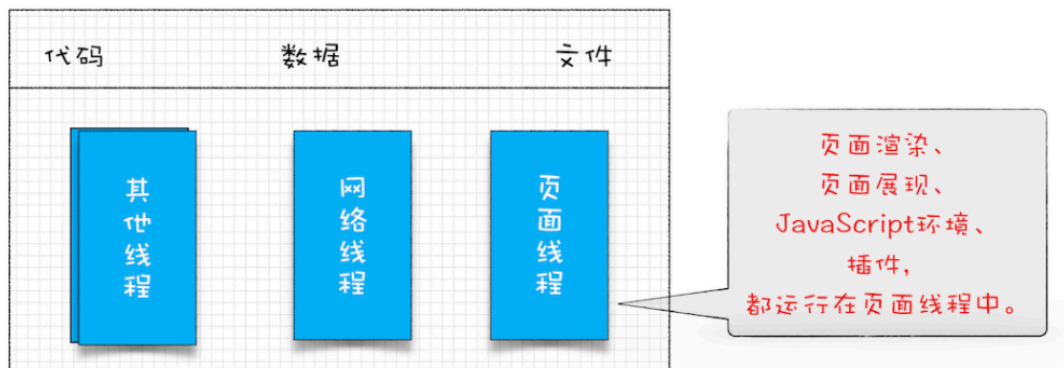 代码 数据 文件
其他线程
网络线程
页面线程
页面渲染、
页面展现、
JavaScript环境、
插件，
都运行在页面线程中。